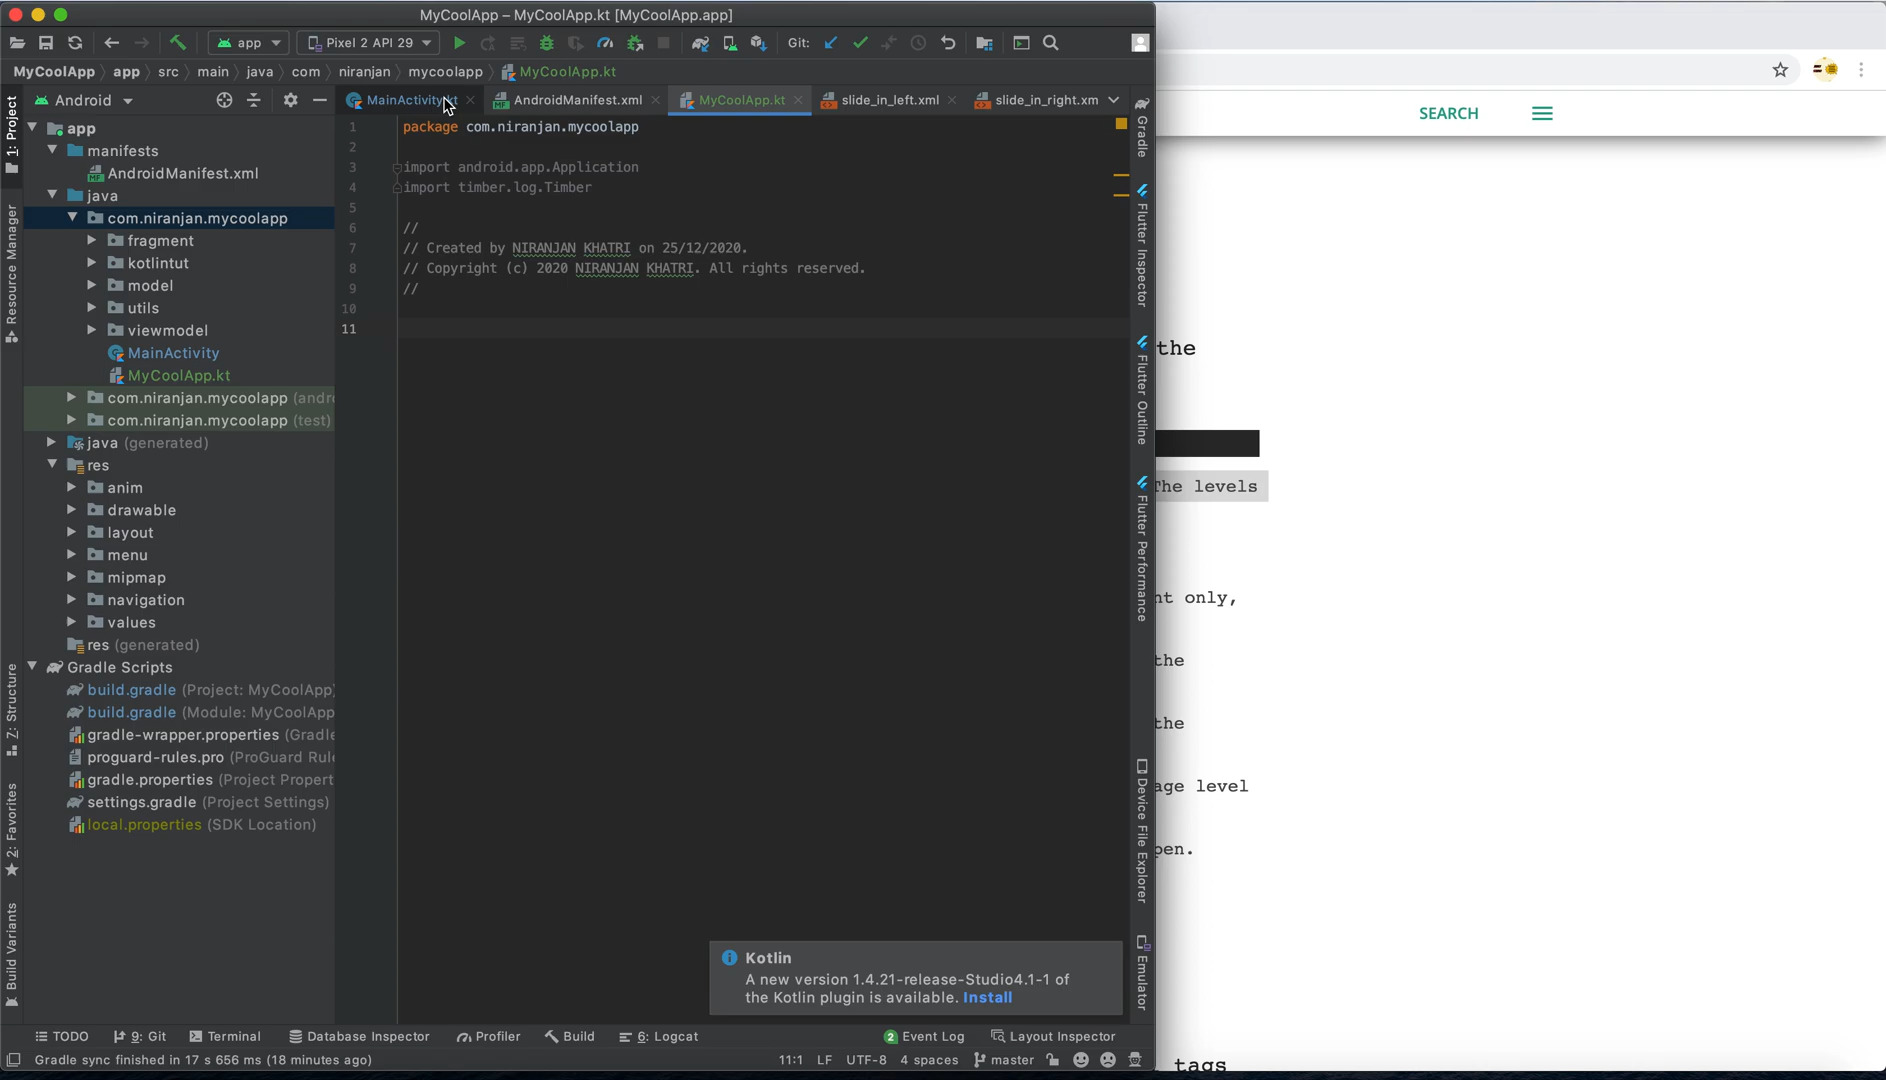 MyCoolApp – MyCoolApp.kt [MyCoolApp.app]
app
Pixel 2 API 29
Git:
MyCoolApp
app
src
main
java
com
niranjan
mycoolapp
MyCoolApp.kt
1: Project
Android
MainActivity.kt
AndroidManifest.xml
MyCoolApp.kt
slide_in_left.xml
slide_in_right.xm
Gradle
SEARCH
app
manifests
AndroidManifest.xml
java
com.niranjan.mycoolapp
fragment
kotlintut
model
utils
viewmodel
MainActivity
MyCoolApp.kt
com.niranjan.mycoolapp (andro
com.niranjan.mycoolapp (test)
java (generated)
res
anim
drawable
layout
menu
mipmap
navigation
values
res (generated)
Gradle Scripts
build.gradle (Project: MyCoolApp)
build.gradle (Module: MyCoolApp
gradle-wrapper.properties (Gradle
proguard-rules.pro (ProGuard Rule
gradle.properties (Project Propert
settings.gradle (Project Settings)
local.properties (SDK Location)
Resource Manager
Z: Structure
2: Favorites
Build Variants
1 package com.niranjan.mycoolapp
2
3 import android.app.Application
4 import timber.log.Timber
5
6 //
7 // Created by NIRANJAN KHATRI on 25/12/2020.
8 // Copyright (c) 2020 NIRANJAN KHATRI. All rights reserved.
9 //
10
11
Flutter Inspector
Flutter Outline
Flutter Performance
Device File Explorer
Emulator
the
The levels
nt only,
the
the
age level
pen.
tags
Kotlin
A new version 1.4.21-release-Studio4.1-1 of
the Kotlin plugin is available. Install
TODO
9: Git
Terminal
Database Inspector
Profiler
Build
6: Logcat
2 Event Log
Layout Inspector
Gradle sync finished in 17 s 656 ms (18 minutes ago)
11:1
LF
UTF-8
4 spaces
master